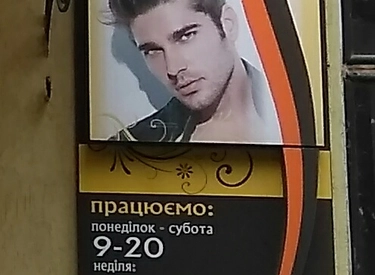 працюємо:
понеділок - субота
9-20
неділя: